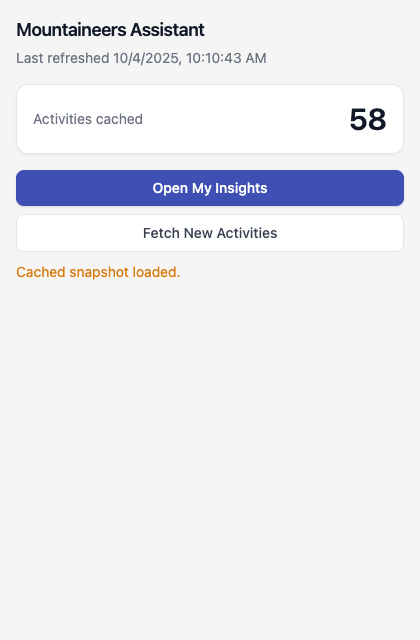 Mountaineers Assistant
Last refreshed 10/4/2025, 10:10:43 AM
Activities cached
58
Open My Insights
Fetch New Activities
Cached snapshot loaded.